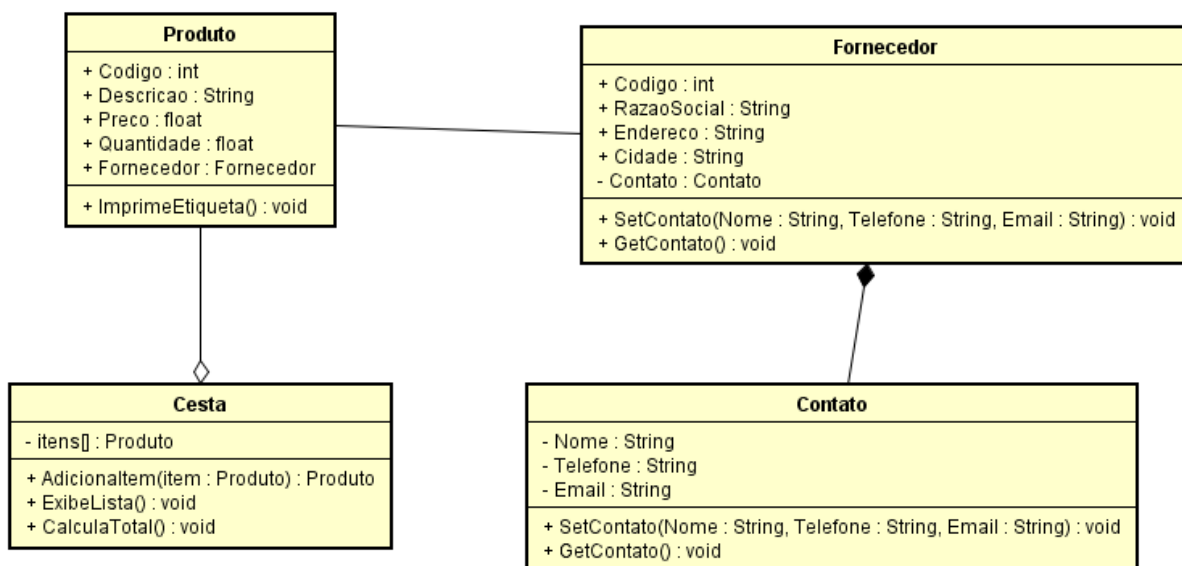 Produto
+ Codigo : int
+ Descricao : String
+ Preco : float
+ Quantidade : float
+ Fornecedor : Fornecedor
+ ImprimeEtiqueta() : void
Fornecedor
+ Codigo : int
+ RazaoSocial : String
+ Endereco : String
+ Cidade : String
- Contato : Contato
+ SetContato(Nome : String, Telefone : String, Email : String) : void
+ GetContato() : void
Cesta
- itens[] : Produto
+ AdicionaItem(item : Produto) : Produto
+ ExibeLista() : void
+ CalculaTotal() : void
Contato
- Nome : String
- Telefone : String
- Email : String
+ SetContato(Nome : String, Telefone : String, Email : String) : void
+ GetContato() : void